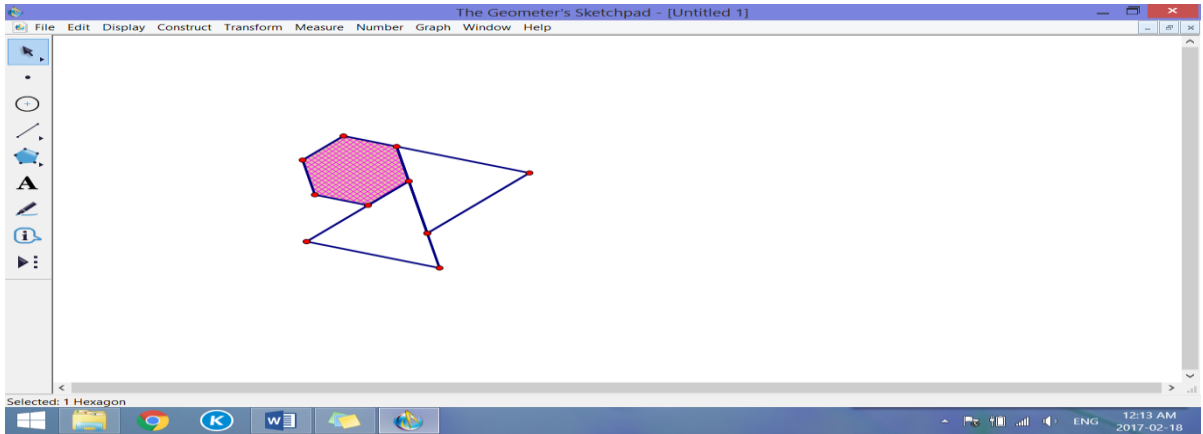 The Geometer's Sketchpad - [Untitled 1]
File Edit Display Construct Transform Measure Number Graph Window Help
A
i
Selected: 1 Hexagon
K
W
ENG
12:13 AM
2017-02-18